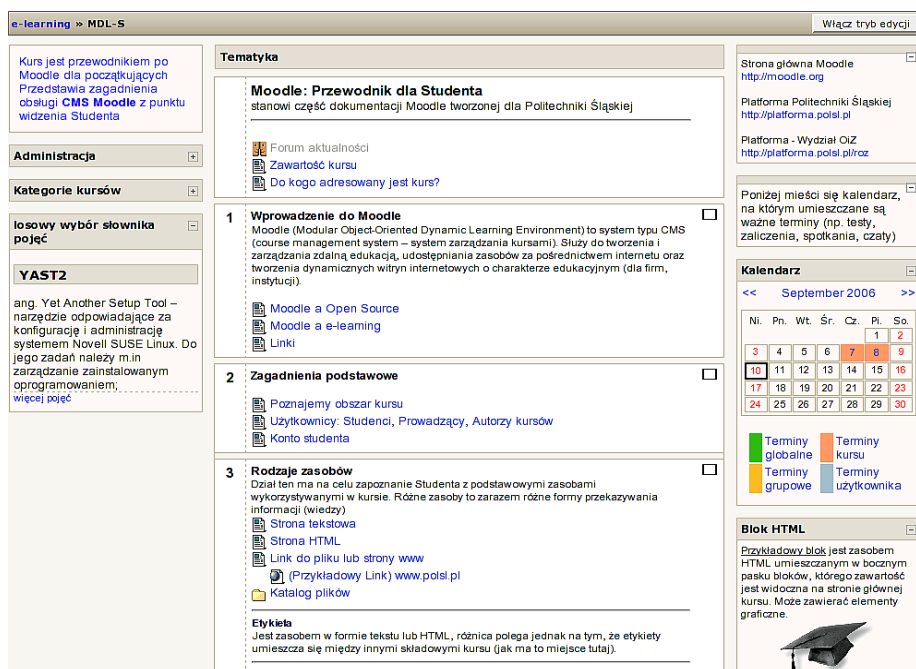 e-learning » MDL-S
Włącz tryb edycji
Kurs jest przewodnikiem po
Moodle dla początkujących
Przedstawia zagadnienia
obsługi CMS Moodle z punktu
widzenia Studenta
Administracja
Kategorie kursów
losowy wybór słownika
pojęć
YAST2
ang. Yet Another Setup Tool –
narzędzie odpowiadające za
konfigurację i administrację
systemem Novell SUSE Linux. Do
jego zadań należy m.in
zarządzanie zainstalowanym
oprogramowaniem;
więcej pojęć
Tematyka
Moodle: Przewodnik dla Studenta
stanowi część dokumentacji Moodle tworzonej dla Politechniki Śląskiej
Forum aktualności
Zawartość kursu
Do kogo adresowany jest kurs?
1 Wprowadzenie do Moodle
Moodle (Modular Object-Oriented Dynamic Learning Environment) to system typu CMS
(course management system – system zarządzania kursami). Służy do tworzenia i
zarządzania zdalną edukacją, udostępniania zasobów za pośrednictwem internetu oraz
tworzenia dynamicznych witryn internetowych o charakterze edukacyjnym (dla firm,
instytucji).
Moodle a Open Source
Moodle a e-learning
Linki
2 Zagadnienia podstawowe
Poznajemy obszar kursu
Użytkownicy: Studenci, Prowadzący, Autorzy kursów
Konto studenta
3 Rodzaje zasobów
Dział ten ma na celu zapoznanie Studenta z podstawowymi zasobami
wykorzystywanymi w kursie. Różne zasoby to zarazem różne formy przekazywania
informacji (wiedzy)
Strona tekstowa
Strona HTML
Link do pliku lub strony www
(Przykładowy Link) www.polsl.pl
Katalog plików
Etykieta
Jest zasobem w formie tekstu lub HTML, różnica polega jednak na tym, że etykiety
umieszcza się między innymi składowymi kursu (jak ma to miejsce tutaj).
Strona główna Moodle
http://moodle.org
Platforma Politechniki Śląskiej
http://platforma.polsl.pl
Platforma - Wydział OiZ
http://platforma.polsl.pl/roz
Poniżej mieści się kalendarz,
na którym umieszczane są
ważne terminy (np. testy,
zaliczenia, spotkania, czaty)
Kalendarz
<< September 2006 >>
Ni. Pn. Wt. Śr. Cz. Pi. So.
1 2
3 4 5 6 7 8 9
10 11 12 13 14 15 16
17 18 19 20 21 22 23
24 25 26 27 28 29 30
Terminy globalne
Terminy kursu
Terminy grupowe
Terminy użytkownika
Blok HTML
Przykładowy blok jest zasobem
HTML umieszczanym w bocznym
pasku bloków, którego zawartość
jest widoczna na stronie głównej
kursu. Może zawierać elementy
graficzne.